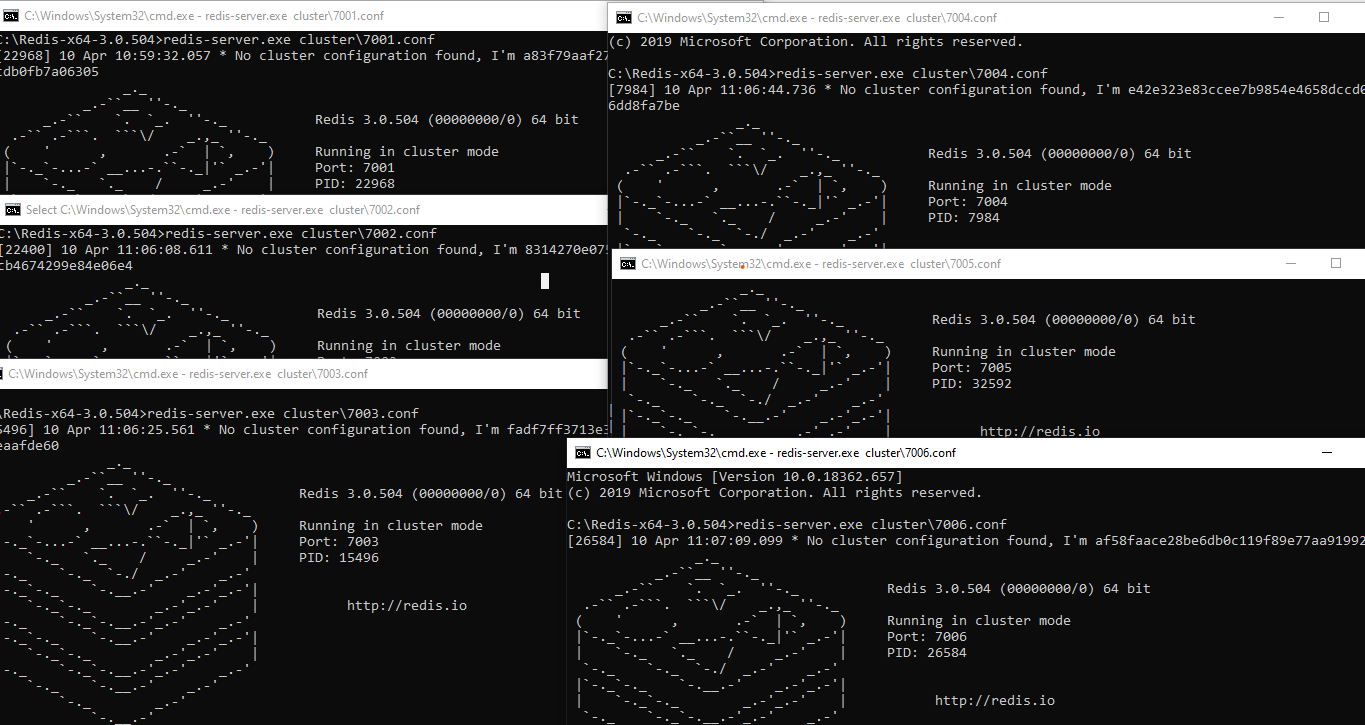 C:\Windows\System32\cmd.exe - redis-server.exe  cluster\7001.conf
C:\Redis-x64-3.0.504>redis-server.exe cluster\7001.conf
[22968] 10 Apr 10:59:32.057 * No cluster configuration found, I'm a83f79aaf27
Redis 3.0.504 (00000000/0) 64 bit
Running in cluster mode
Port: 7001
PID: 22968
Select C:\Windows\System32\cmd.exe - redis-server.exe  cluster\7002.conf
C:\Redis-x64-3.0.504>redis-server.exe cluster\7002.conf
[22400] 10 Apr 11:06:08.611 * No cluster configuration found, I'm 8314270e075
cb4674299e84e06e4
Redis 3.0.504 (00000000/0) 64 bit
Running in cluster mode
C:\Windows\System32\cmd.exe - redis-server.exe  cluster\7003.conf
\Redis-x64-3.0.504>redis-server.exe cluster\7003.conf
5496] 10 Apr 11:06:25.561 * No cluster configuration found, I'm fadf7ff3713e3
eaafde60
Redis 3.0.504 (00000000/0) 64 bit
Running in cluster mode
Port: 7003
PID: 15496
http://redis.io
C:\Windows\System32\cmd.exe - redis-server.exe  cluster\7004.conf
(c) 2019 Microsoft Corporation. All rights reserved.
C:\Redis-x64-3.0.504>redis-server.exe cluster\7004.conf
[7984] 10 Apr 11:06:44.736 * No cluster configuration found, I'm e42e323e83ccee7b9854e4658dccd0
6dd8fa7be
Redis 3.0.504 (00000000/0) 64 bit
Running in cluster mode
Port: 7004
PID: 7984
C:\Windows\System32\cmd.exe - redis-server.exe  cluster\7005.conf
Redis 3.0.504 (00000000/0) 64 bit
Running in cluster mode
Port: 7005
PID: 32592
http://redis.io
C:\Windows\System32\cmd.exe - redis-server.exe  cluster\7006.conf
Microsoft Windows [Version 10.0.18362.657]
(c) 2019 Microsoft Corporation. All rights reserved.
C:\Redis-x64-3.0.504>redis-server.exe cluster\7006.conf
[26584] 10 Apr 11:07:09.099 * No cluster configuration found, I'm af58faace28be6db0c119f89e77aa91992
Redis 3.0.504 (00000000/0) 64 bit
Running in cluster mode
Port: 7006
PID: 26584
http://redis.io